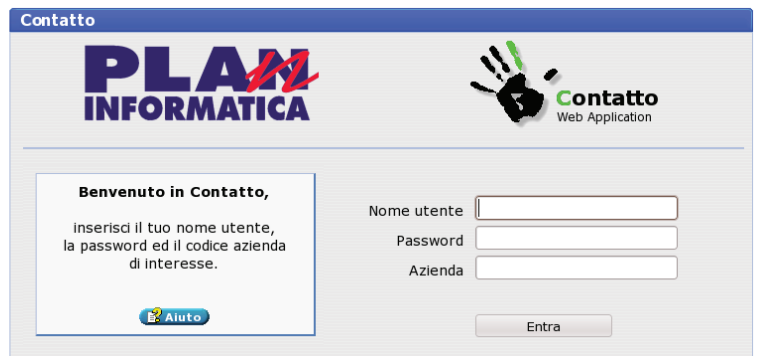 Contatto
PLAN
INFORMATICA
Contatto
Web Application
Benvenuto in Contatto,
inserisci il tuo nome utente,
la password ed il codice azienda
di interesse.
Aiuto
Nome utente
Password
Azienda
Entra